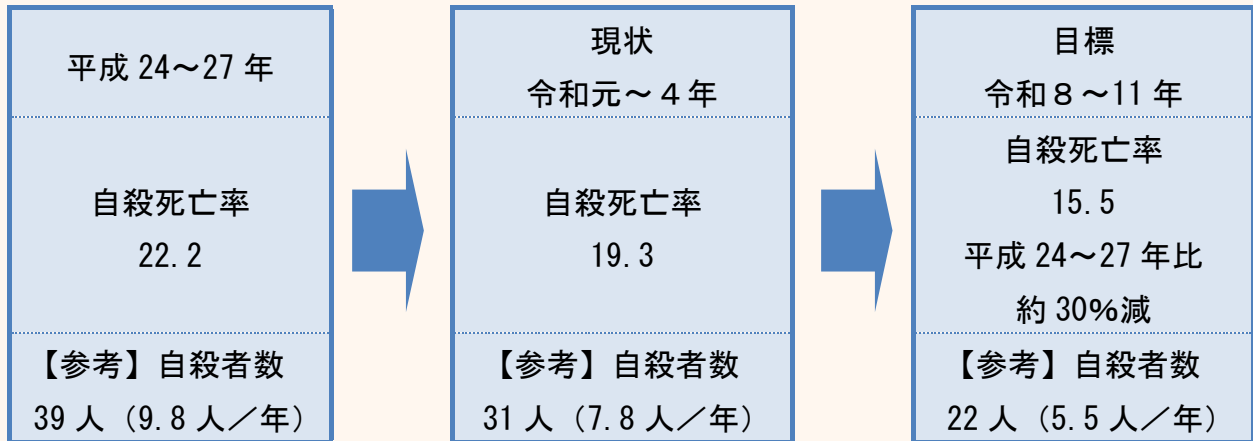 平成 24～27 年
自殺死亡率
22.2
【参考】自殺者数
39 人（9.8 人／年）
現状
令和元～４年
自殺死亡率
19.3
【参考】自殺者数
31 人（7.8 人／年）
目標
令和８～11 年
自殺死亡率
15.5
平成 24～27 年比
約 30％減
【参考】自殺者数
22 人（5.5 人／年）